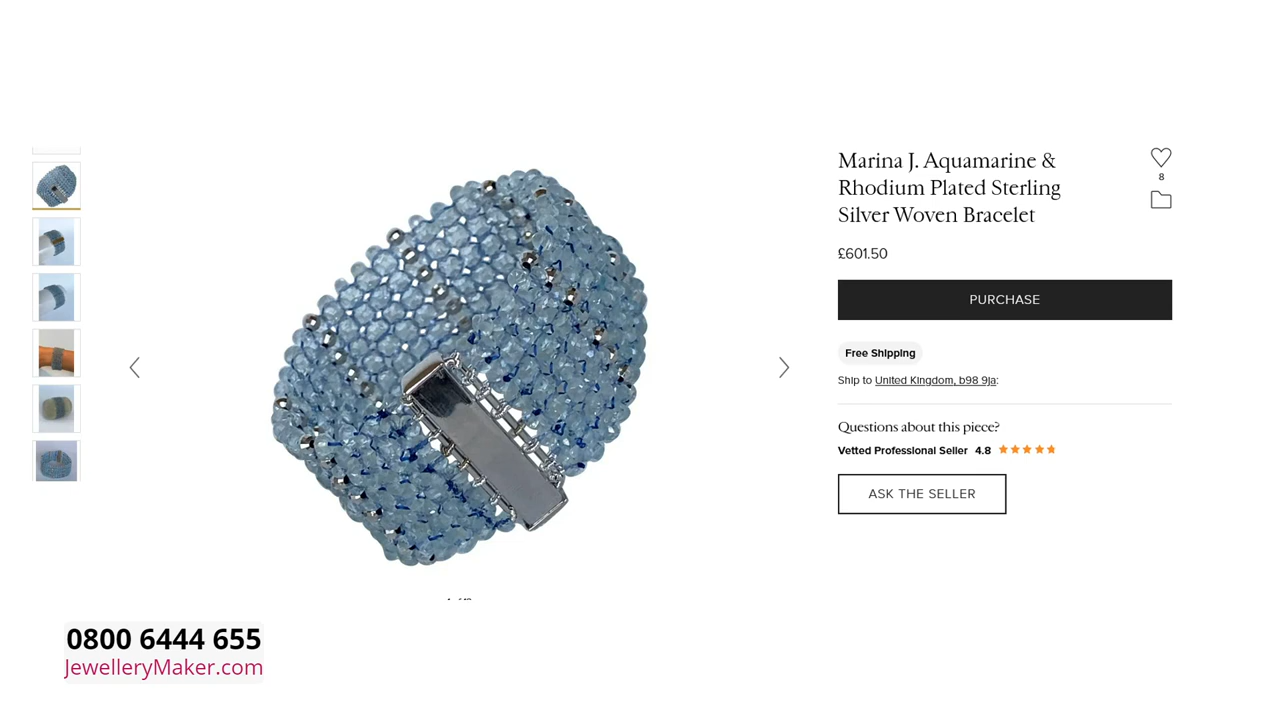 Marina J. Aquamarine &
Rhodium Plated Sterling
Silver Woven Bracelet
8
£601.50
PURCHASE
Free Shipping
Ship to United Kingdom, b98 9ja:
Questions about this piece?
Vetted Professional Seller 4.8
ASK THE SELLER
0800 6444 655
JewelleryMaker.com